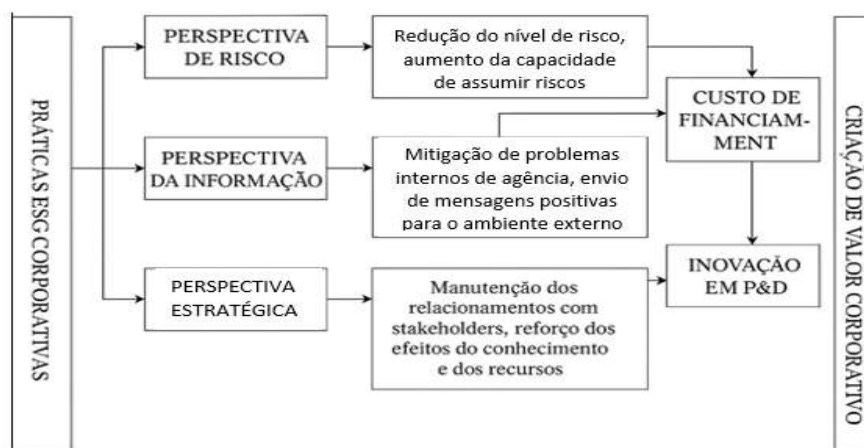 PRÁTICAS ESG CORPORATIVAS
PERSPECTIVA
DE RISCO
Redução do nível de risco,
aumento da capacidade
de assumir riscos
PERSPECTIVA
DA INFORMAÇÃO
Mitigação de problemas
internos de agência, envio
de mensagens positivas
para o ambiente externo
PERSPECTIVA
ESTRATÉGICA
Manutenção dos
relacionamentos com
stakeholders, reforço dos
efeitos do conhecimento
e dos recursos
CUSTO DE
FINANCIAM-
MENT
INOVAÇÃO
EM P&D
CRIAÇÃO DE VALOR CORPORATIVO